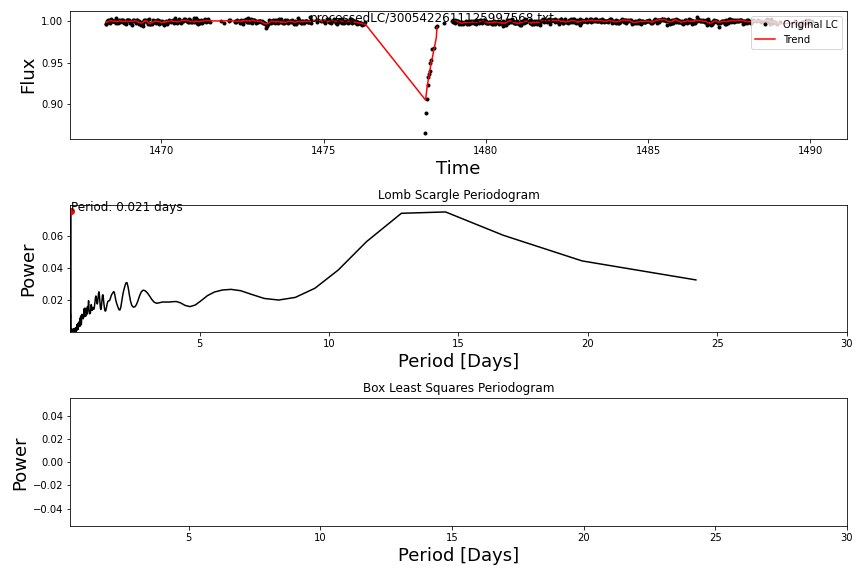 processedLC/3005422611125997568.txt
Original LC
Trend
Flux
1.00
0.95
0.90
1470
1475
1480
1485
1490
Time
Lomb Scargle Periodogram
Period: 0.021 days
Power
0.06
0.04
0.02
5
10
15
20
25
30
Period [Days]
Box Least Squares Periodogram
Power
0.04
0.02
0.00
−0.02
−0.04
5
10
15
20
25
30
Period [Days]